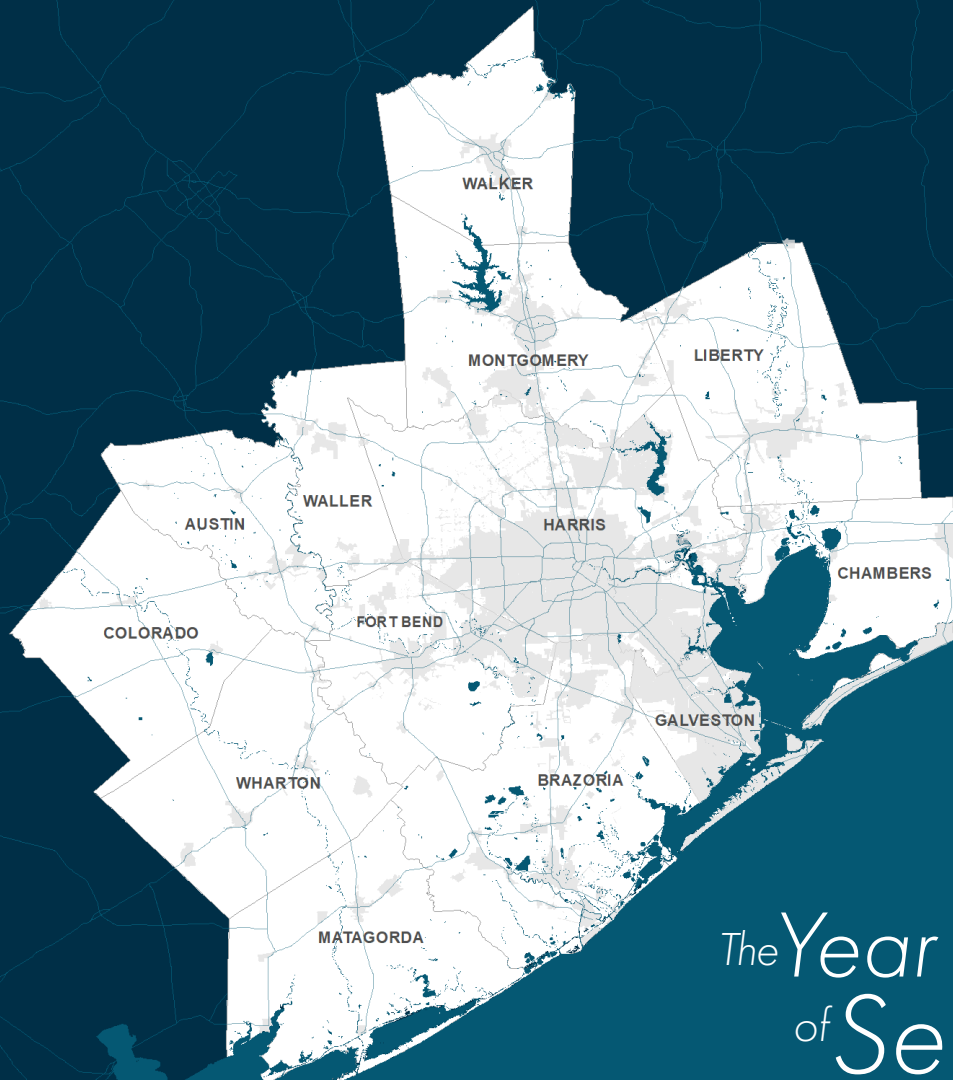 WALKER
MONTGOMERY
LIBERTY
WALLER
AUSTIN
HARRIS
CHAMBERS
COLORADO
FORT BEND
GALVESTON
WHARTON
BRAZORIA
MATAGORDA
The Year
of Se